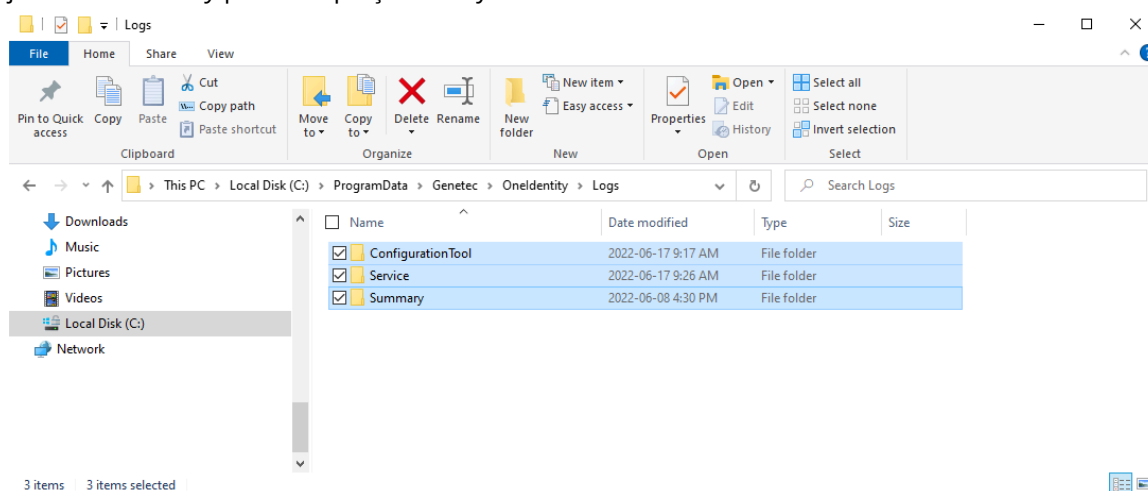 Logs
File Home Share View
Pin to Quick access
Copy
Paste
Cut
Copy path
Paste shortcut
Clipboard
Move to
Copy to
Delete
Rename
Organize
New folder
New item
Easy access
New
Properties
Open
Edit
History
Open
Select all
Select none
Invert selection
Select
This PC > Local Disk (C:) > ProgramData > Genetec > OneIdentity > Logs
Search Logs
Downloads
Music
Pictures
Videos
Local Disk (C:)
Network
Name Date modified Type Size
ConfigurationTool 2022-06-17 9:17 AM File folder
Service 2022-06-17 9:26 AM File folder
Summary 2022-06-08 4:30 PM File folder
3 items 3 items selected